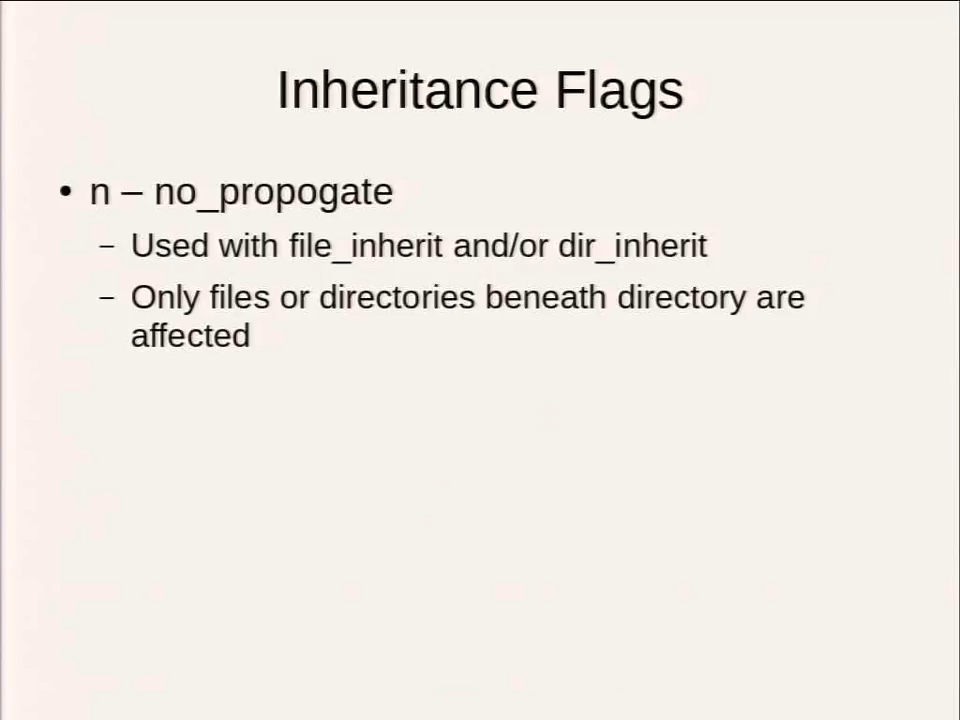 Inheritance Flags
• n – no_propogate
– Used with file_inherit and/or dir_inherit
– Only files or directories beneath directory are
affected